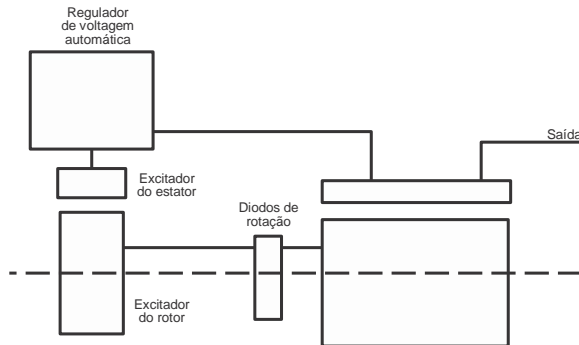 Regulador
de voltagem
automática
Saída
Excitador
do estator
Diodos de
rotação
Excitador
do rotor